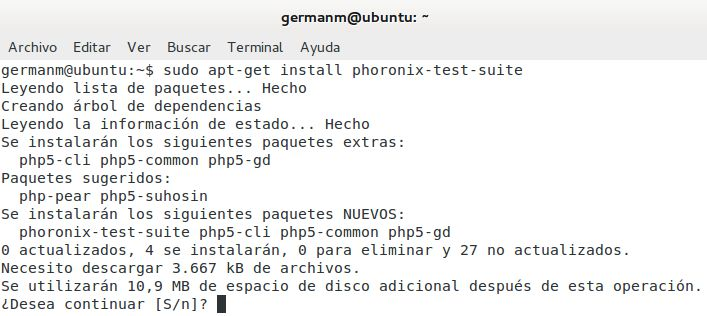 germanm@ubuntu: ~
Archivo Editar Ver Buscar Terminal Ayuda
germanm@ubuntu:~$ sudo apt-get install phoronix-test-suite
Leyendo lista de paquetes... Hecho
Creando árbol de dependencias
Leyendo la información de estado... Hecho
Se instalarán los siguientes paquetes extras:
  php5-cli php5-common php5-gd
Paquetes sugeridos:
  php-pear php5-suhosin
Se instalarán los siguientes paquetes NUEVOS:
  phoronix-test-suite php5-cli php5-common php5-gd
0 actualizados, 4 se instalarán, 0 para eliminar y 27 no actualizados.
Necesito descargar 3.667 kB de archivos.
Se utilizarán 10,9 MB de espacio de disco adicional después de esta operación.
¿Desea continuar [S/n]?